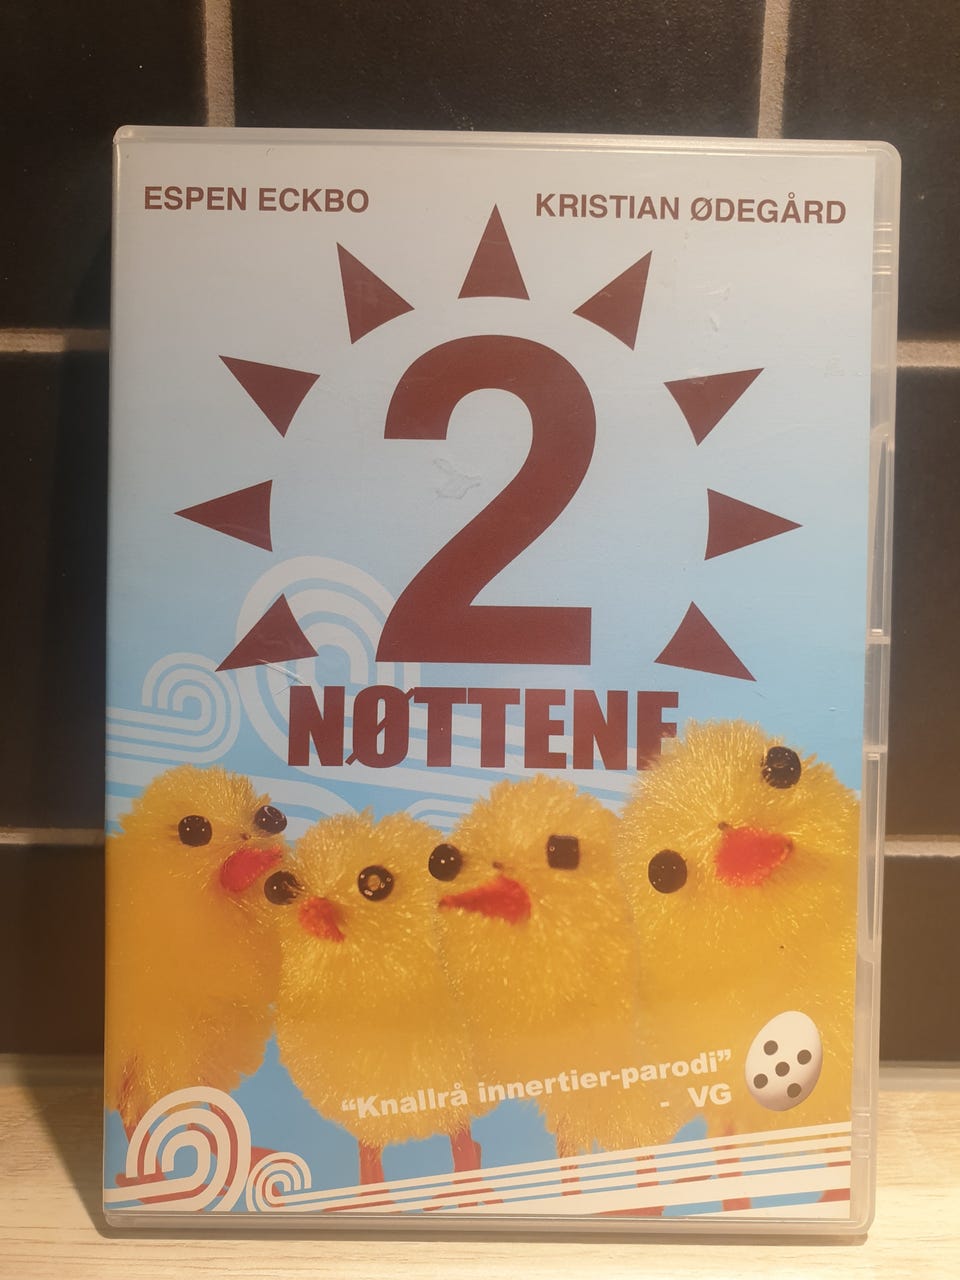 ESPEN ECKBO
KRISTIAN ØDEGÅRD
2
NØTTENE
“Knallrå innertier-parodi”
- VG